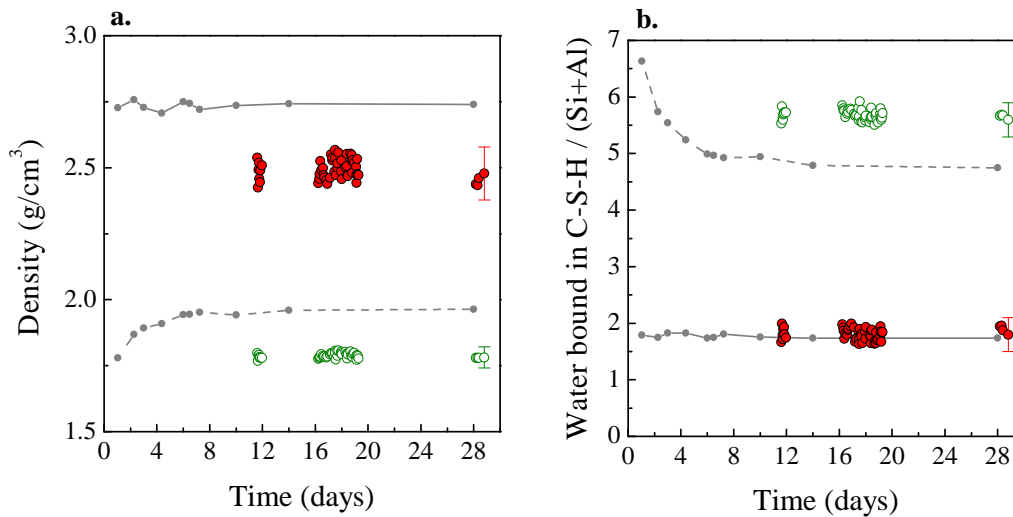 a.
Density (g/cm³)
3.0
2.5
2.0
1.5
0 4 8 12 16 20 24 28
Time (days)
b.
Water bound in C-S-H / (Si+Al)
7
6
5
4
3
2
1
0
0 4 8 12 16 20 24 28
Time (days)